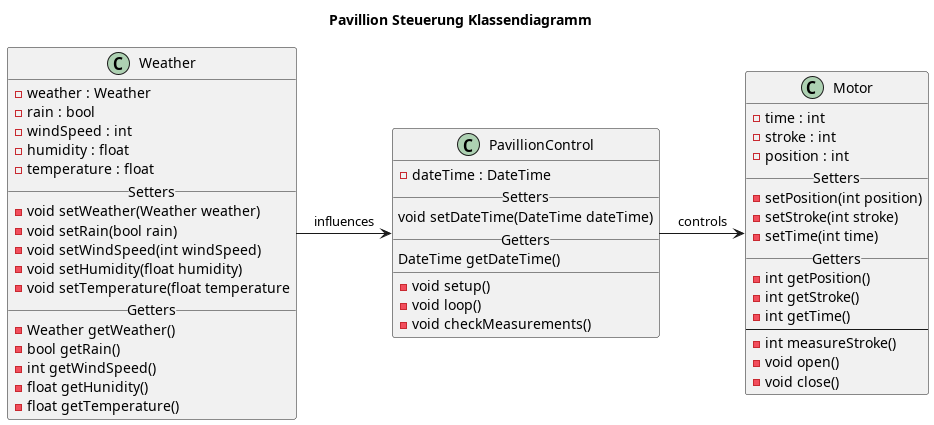 Pavillion Steuerung Klassendiagramm
C Weather
weather : Weather
rain : bool
windSpeed : int
humidity : float
temperature : float
Setters
void setWeather(Weather weather)
void setRain(bool rain)
void setWindSpeed(int windSpeed)
void setHumidity(float humidity)
void setTemperature(float temperature
Getters
Weather getWeather()
bool getRain()
int getWindSpeed()
float getHunidity()
float getTemperature()
influences
C PavillionControl
dateTime : DateTime
Setters
void setDateTime(DateTime dateTime)
Getters
DateTime getDateTime()
void setup()
void loop()
void checkMeasurements()
controls
C Motor
time : int
stroke : int
position : int
Setters
setPosition(int position)
setStroke(int stroke)
setTime(int time)
Getters
int getPosition()
int getStroke()
int getTime()
int measureStroke()
void open()
void close()